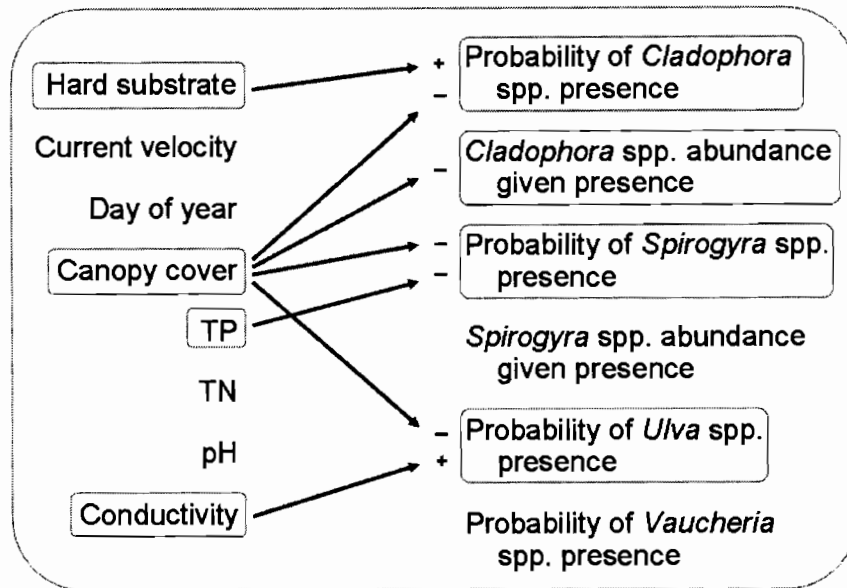 Hard substrate
Current velocity
Day of year
Canopy cover
TP
TN
pH
Conductivity
+ Probability of Cladophora
− spp. presence
− Cladophora spp. abundance
given presence
− Probability of Spirogyra spp.
− presence
Spirogyra spp. abundance
given presence
− Probability of Ulva spp.
+ presence
Probability of Vaucheria
spp. presence